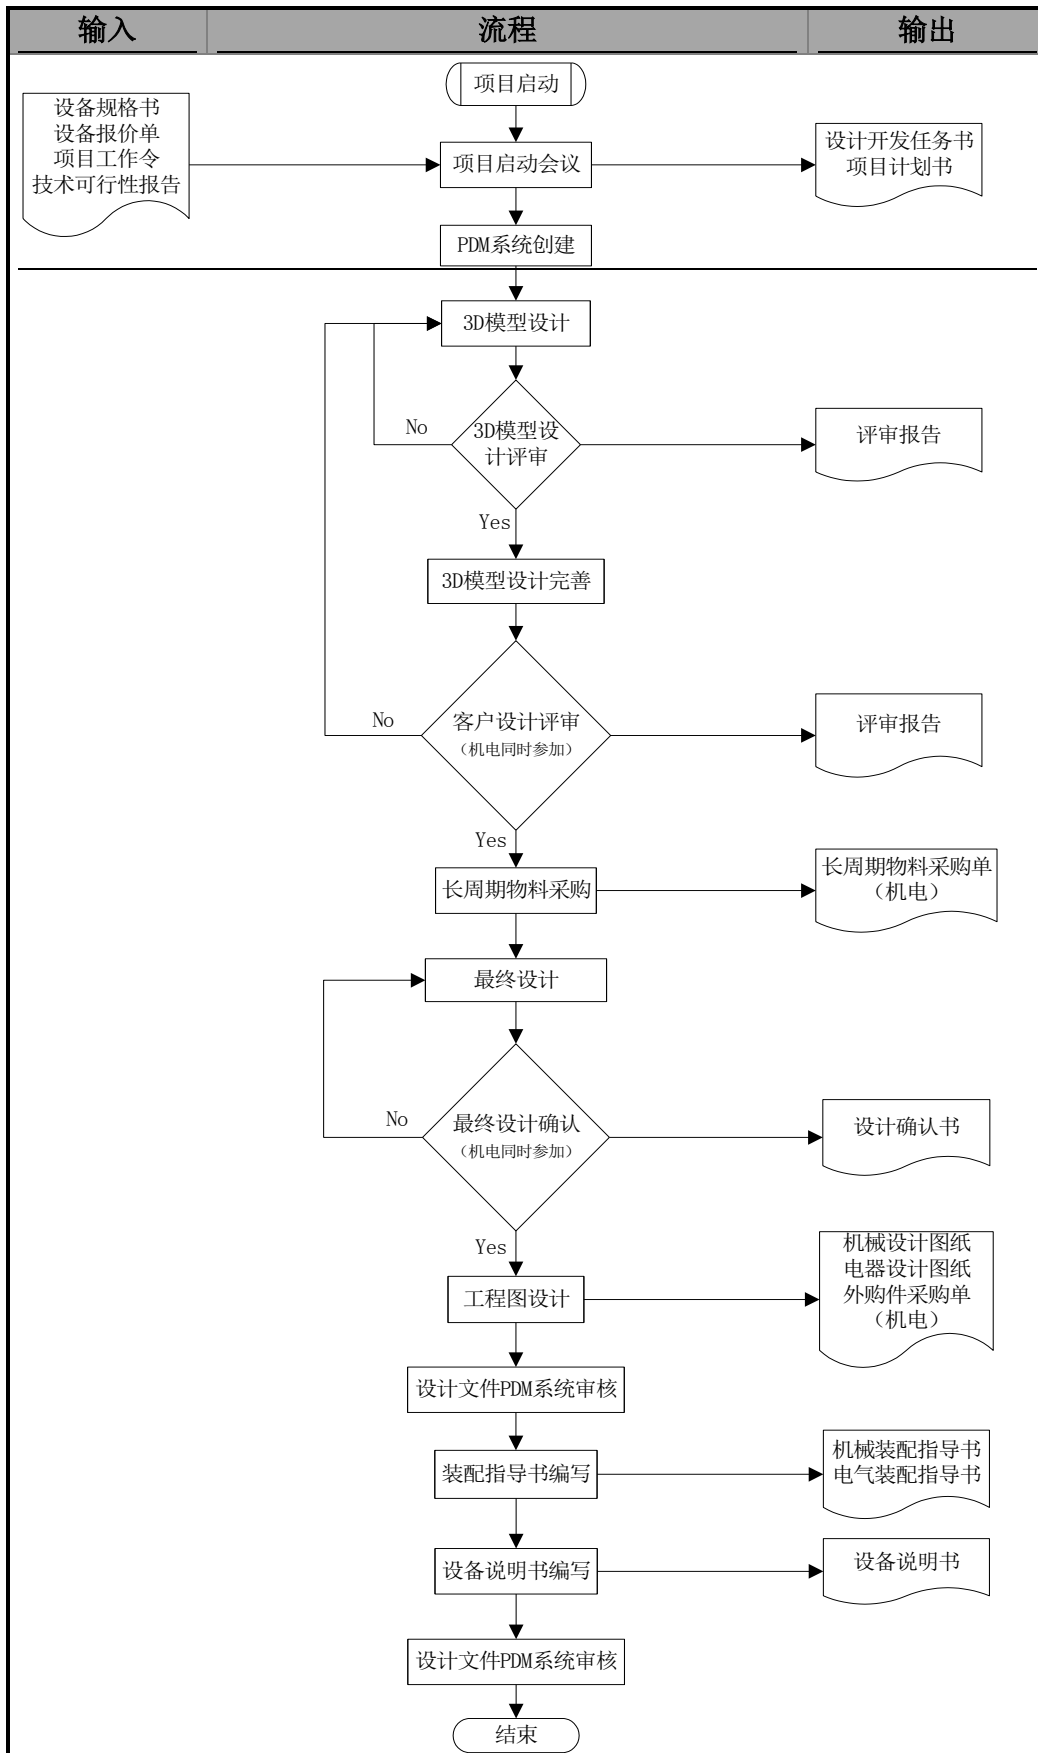 输入
流程
输出
项目启动
设备规格书
设备报价单
项目工作令
技术可行性报告
项目启动会议
设计开发任务书
项目计划书
PDM系统创建
3D模型设计
No
3D模型设
计评审
评审报告
Yes
3D模型设计完善
No
客户设计评审
（机电同时参加）
评审报告
Yes
长周期物料采购
长周期物料采购单
（机电）
最终设计
No
最终设计确认
（机电同时参加）
设计确认书
Yes
工程图设计
机械设计图纸
电器设计图纸
外购件采购单
（机电）
设计文件PDM系统审核
装配指导书编写
机械装配指导书
电气装配指导书
设备说明书编写
设备说明书
设计文件PDM系统审核
结束